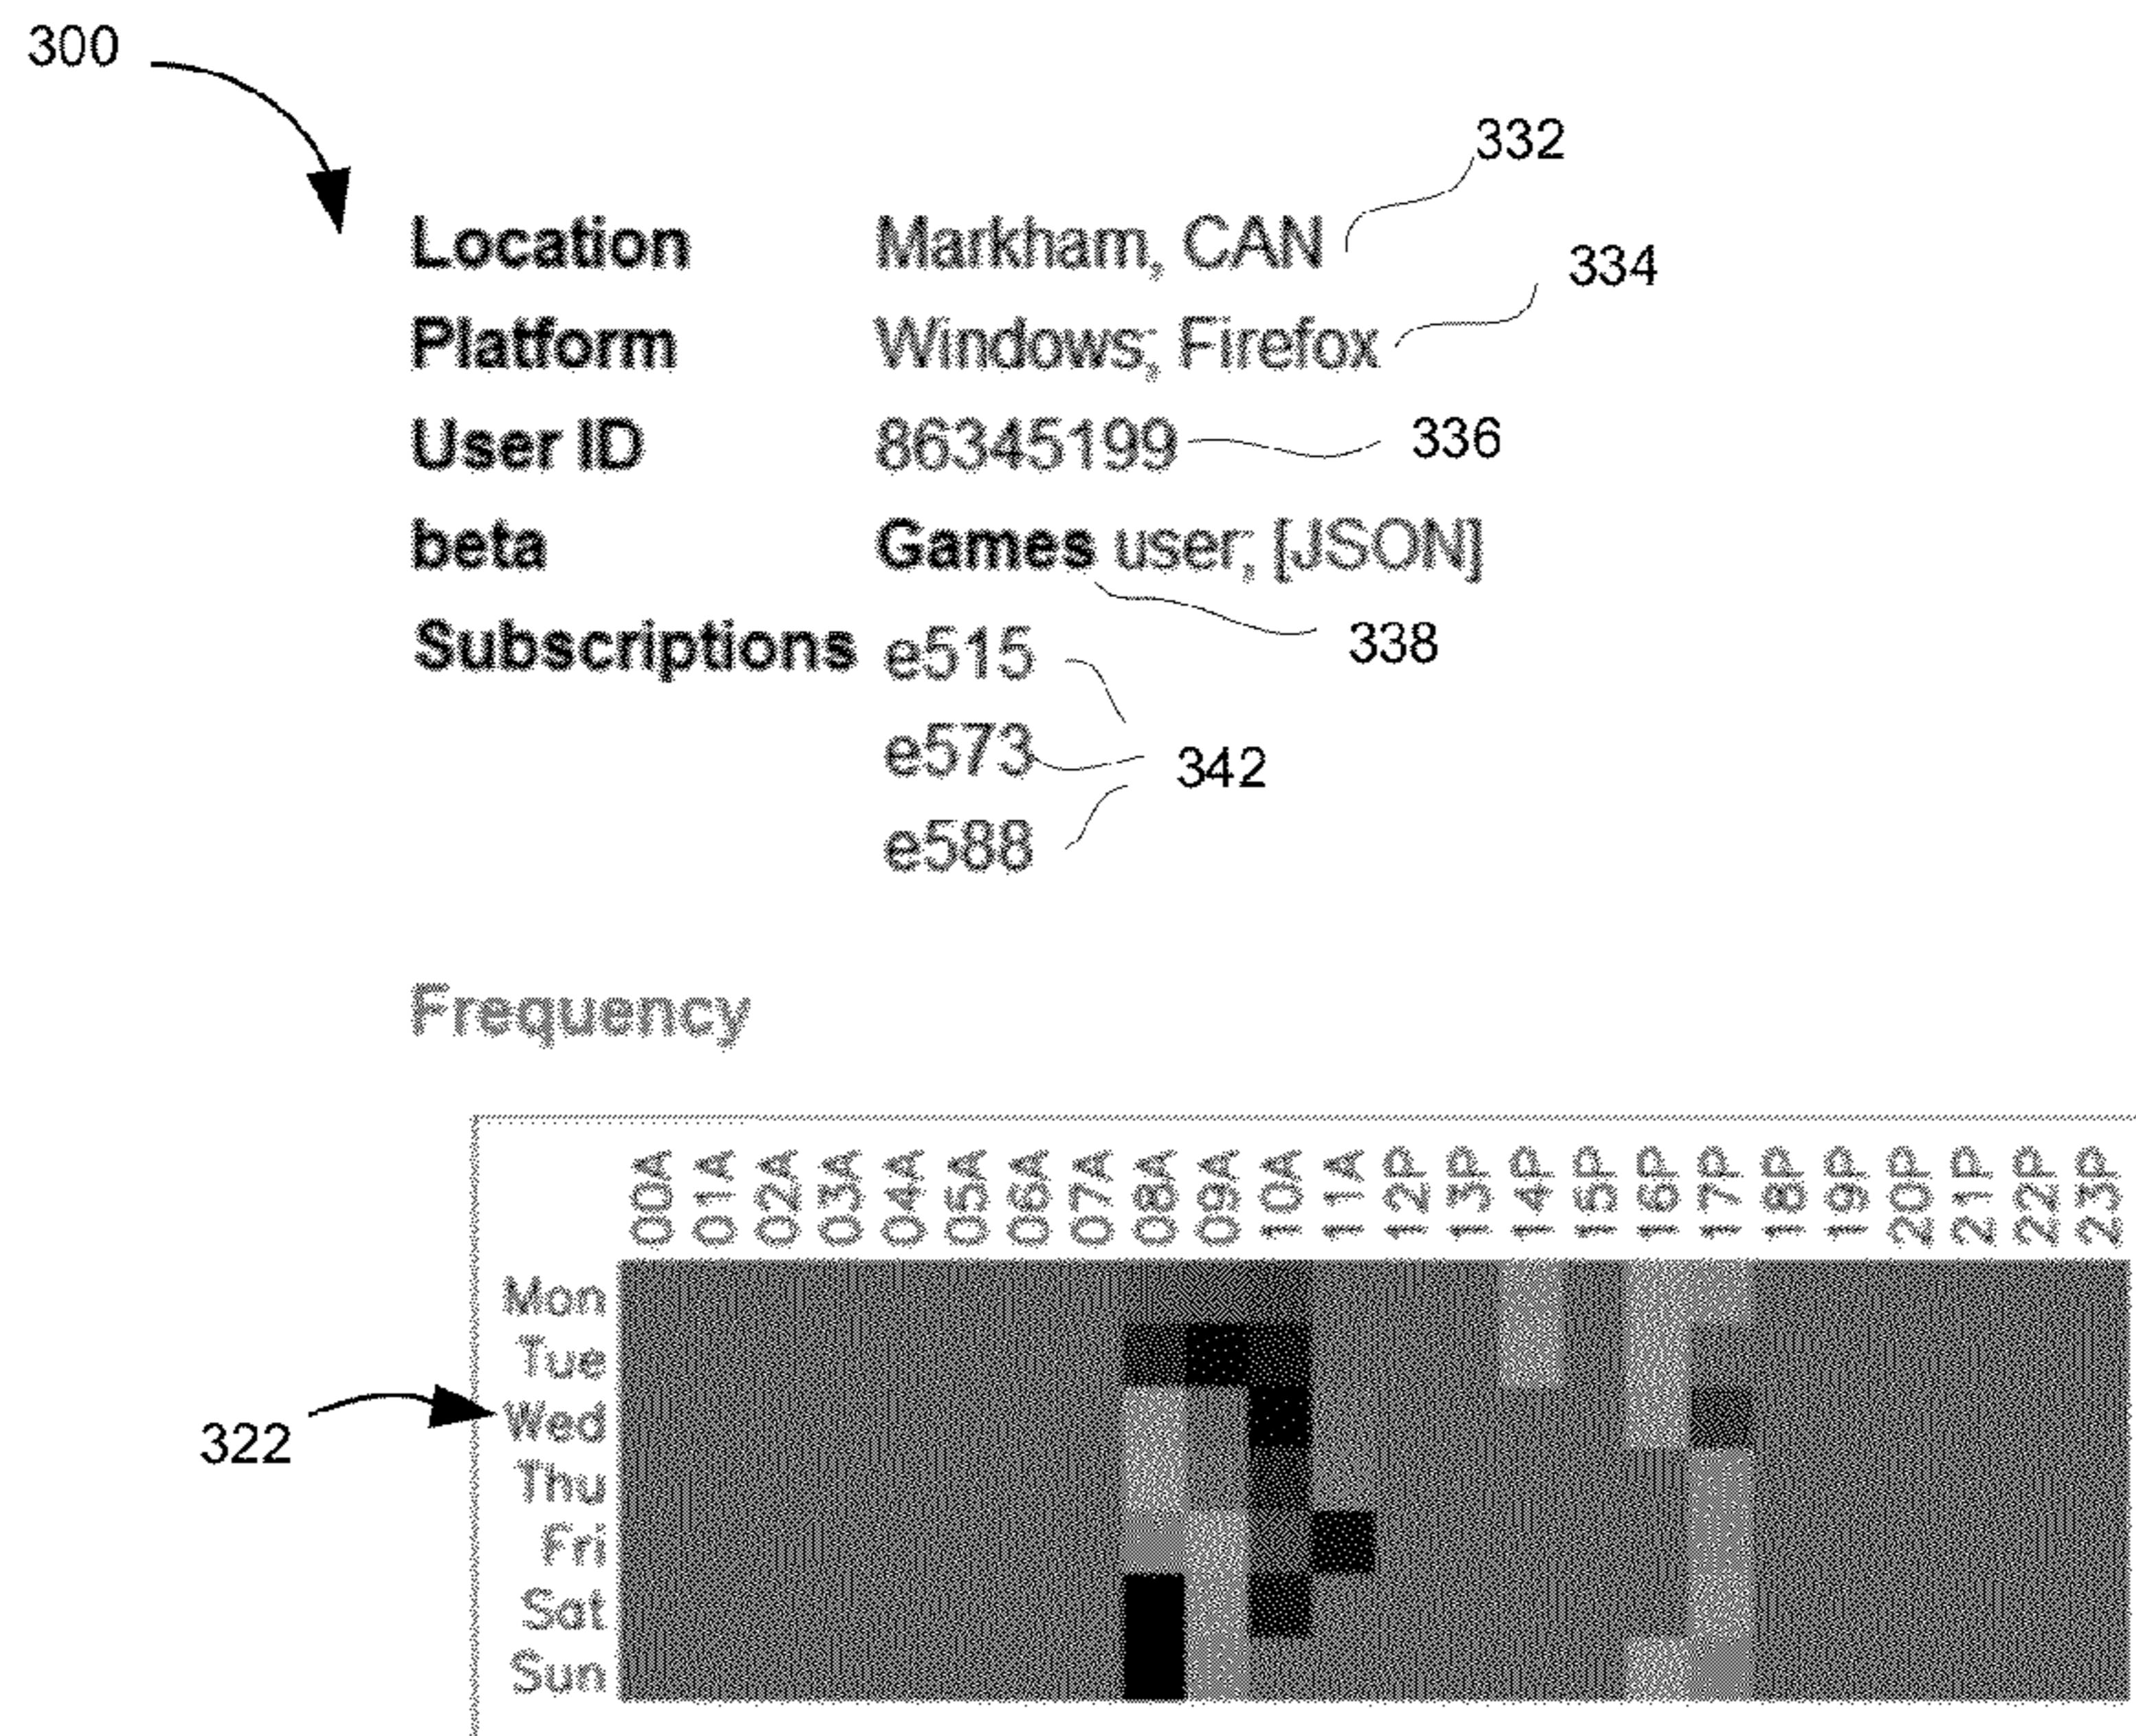 300
332
Location Markham, CAN
334
Platform Windows; Firefox
User ID 86345199 336
beta Games user; [JSON]
Subscriptions e515 338
e573 342
e588
Frequency
00A 01A 02A 03A 04A 05A 06A 07A 08A 09A 10A 11A 12P 13P 14P 15P 16P 17P 18P 19P 20P 21P 22P 23P
Mon
Tue
Wed
322
Thu
Fri
Sat
Sun